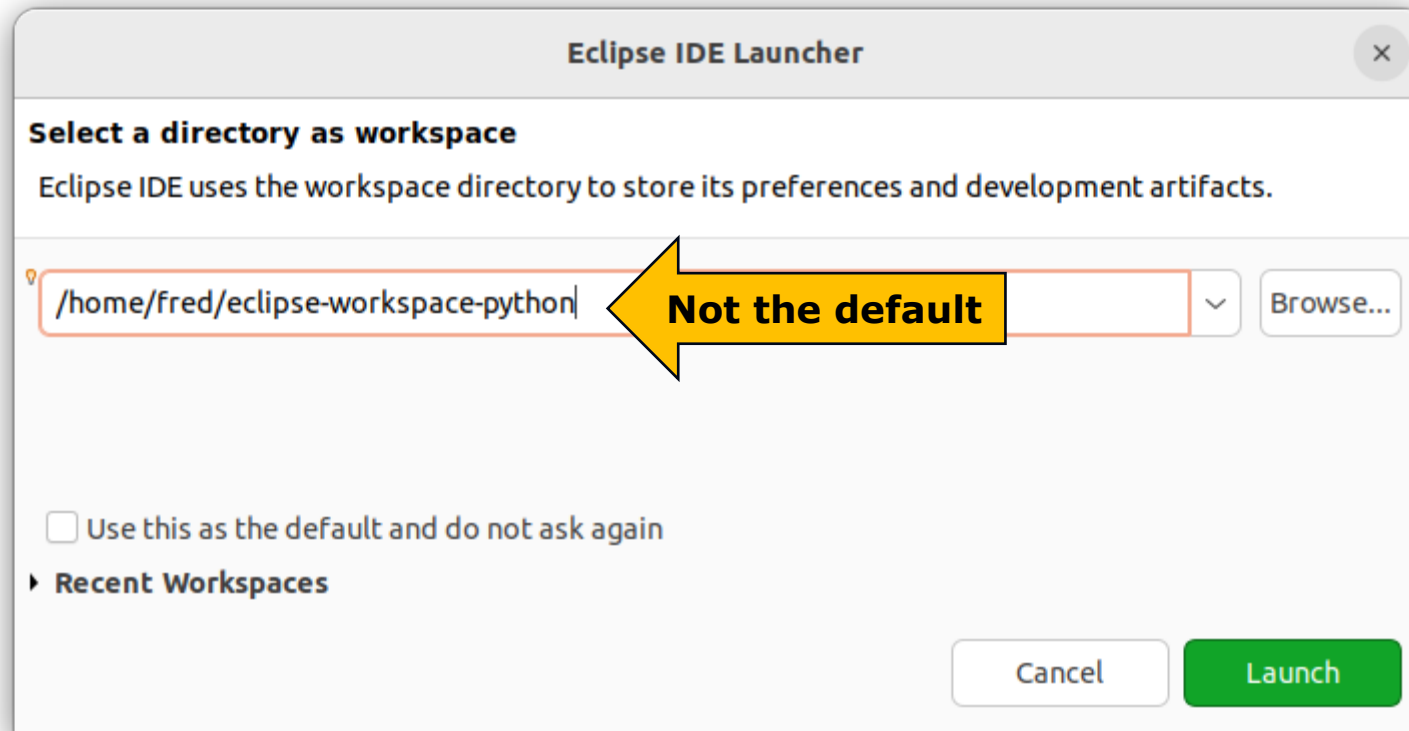 Eclipse IDE Launcher
Select a directory as workspace
Eclipse IDE uses the workspace directory to store its preferences and development artifacts.
/home/fred/eclipse-workspace-python
Not the default
Browse...
Use this as the default and do not ask again
Recent Workspaces
Cancel
Launch